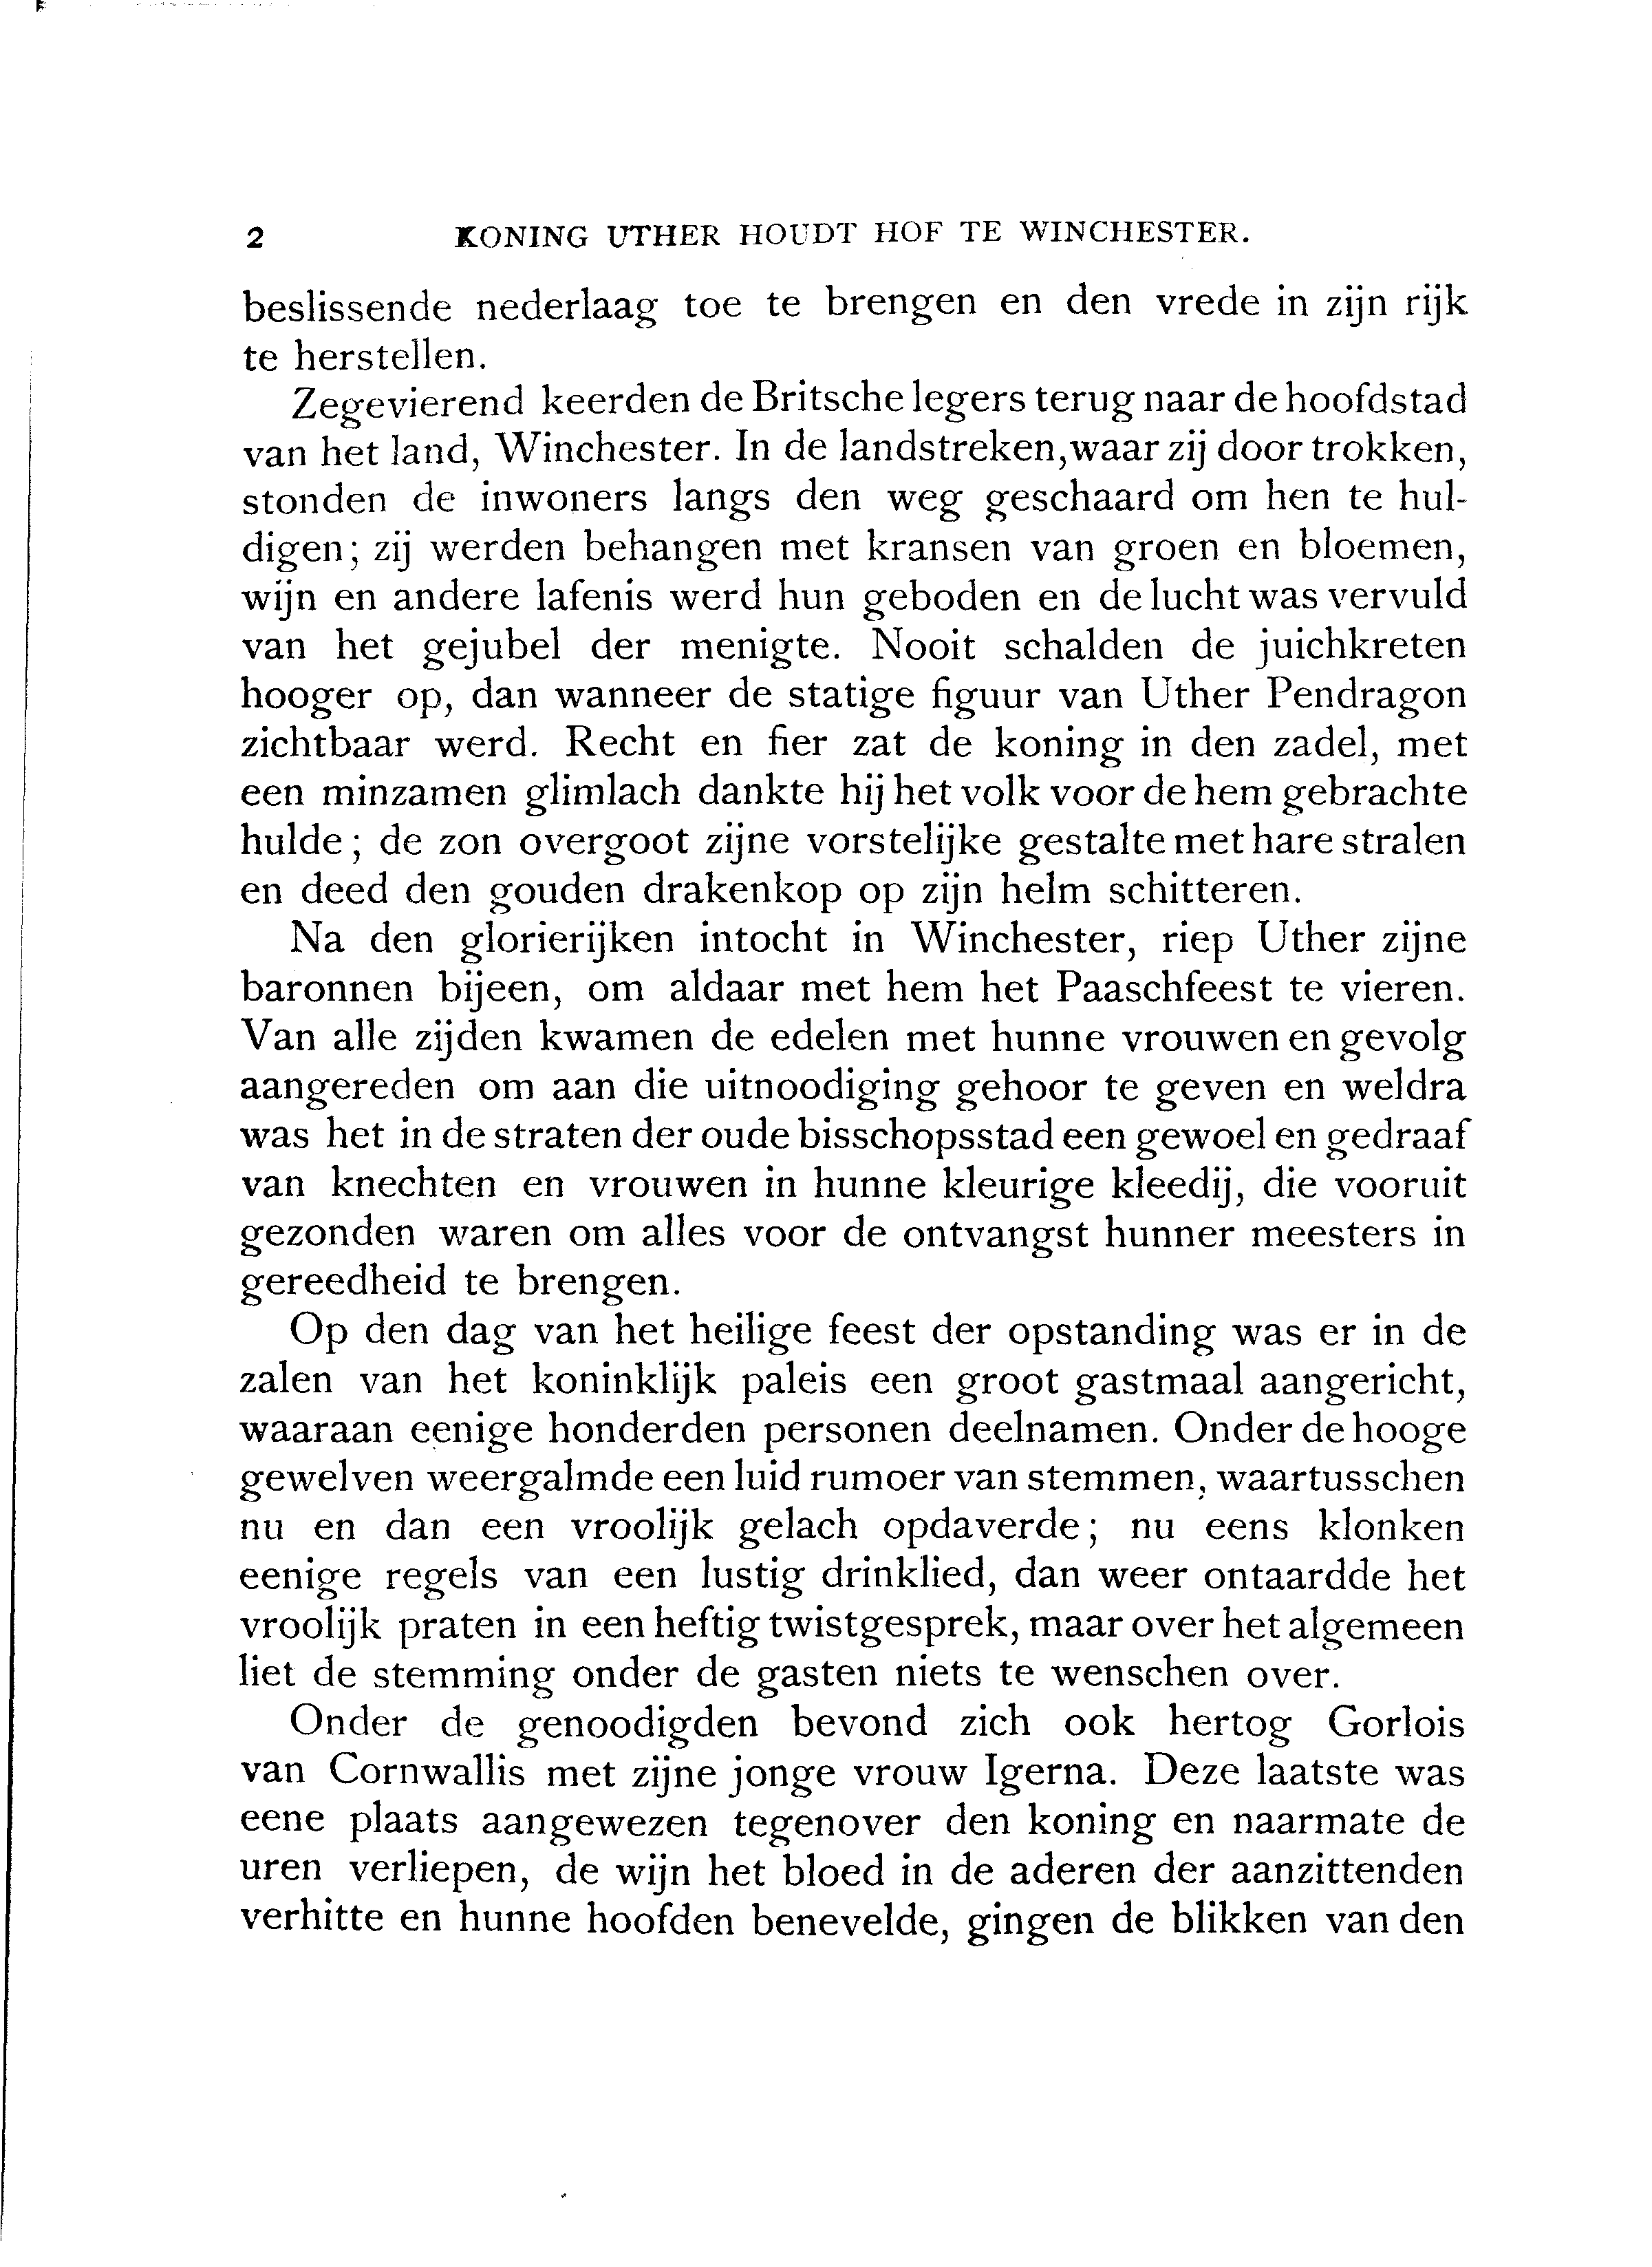 2 KONING UTHER HOUDT HOF TE WINCHESTER.
beslissende nederlaag toe te brengen en den vrede in zijn rijk
te herstellen.
Zegevierend keerden de Britsche legers terug naar de hoofdstad
van het land, Winchester. In de landstreken, waar zij door trokken,
stonden de inwoners langs den weg geschaard om hen te hul-
digen; zij werden behangen met kransen van groen en bloemen,
wijn en andere lafenis werd hun geboden en de lucht was vervuld
van het gejubel der menigte. Nooit schalden de juichkreten
hooger op, dan wanneer de statige figuur van Uther Pendragon
zichtbaar werd. Recht en fier zat de koning in den zadel, met
een minzamen glimlach dankte hij het volk voor de hem gebrachte
hulde; de zon overgoot zijne vorstelijke gestalte met hare stralen
en deed den gouden drakenkop op zijn helm schitteren.
Na den glorierijken intocht in Winchester, riep Uther zijne
baronnen bijeen, om aldaar met hem het Paaschfeest te vieren.
Van alle zijden kwamen de edelen met hunne vrouwen en gevolg
aangereden om aan die uitnoodiging gehoor te geven en weldra
was het in de straten der oude bisschopsstad een gewoel en gedraaf
van knechten en vrouwen in hunne kleurige kleedij, die vooruit
gezonden waren om alles voor de ontvangst hunner meesters in
gereedheid te brengen.
Op den dag van het heilige feest der opstanding was er in de
zalen van het koninklijk paleis een groot gastmaal aangericht,
waaraan eenige honderden personen deelnamen. Onder de hooge
gewelven weergalmde een luid rumoer van stemmen, waartusschen
nu en dan een vroolijk gelach opdaverde; nu eens klonken
eenige regels van een lustig drinklied, dan weer ontaardde het
vroolijk praten in een heftig twistgesprek, maar over het algemeen
liet de stemming onder de gasten niets te wenschen over.
Onder de genoodigden bevond zich ook hertog Gorlois
van Cornwallis met zijne jonge vrouw Igerna. Deze laatste was
eene plaats aangewezen tegenover den koning en naarmate de
uren verliepen, de wijn het bloed in de aderen der aanzittenden
verhitte en hunne hoofden benevelde, gingen de blikken van den